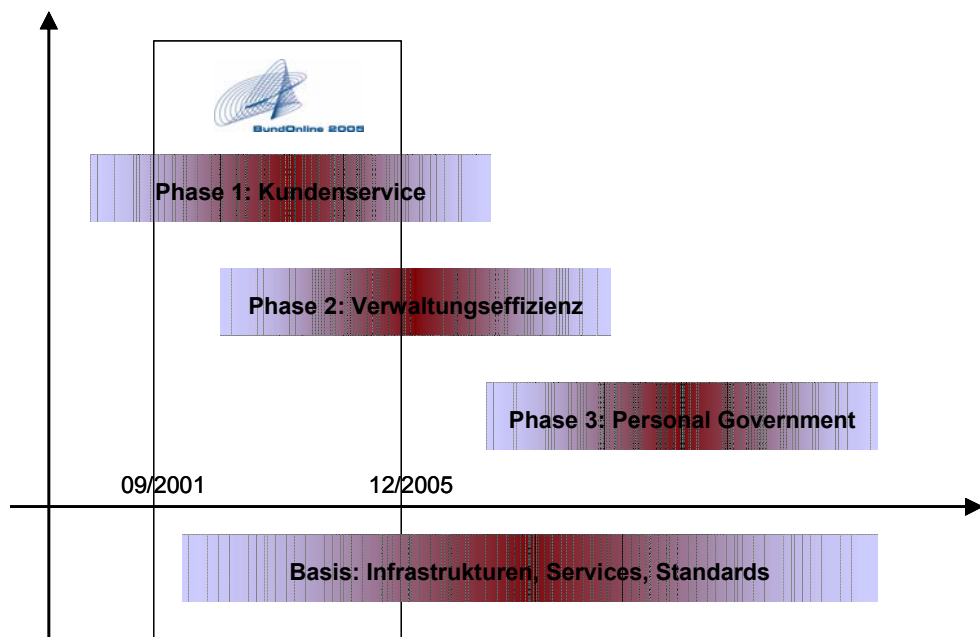 BundOnline 2005
Phase 1: Kundenservice
Phase 2: Verwaltungseffizienz
Phase 3: Personal Government
09/2001
12/2005
Basis: Infrastrukturen, Services, Standards